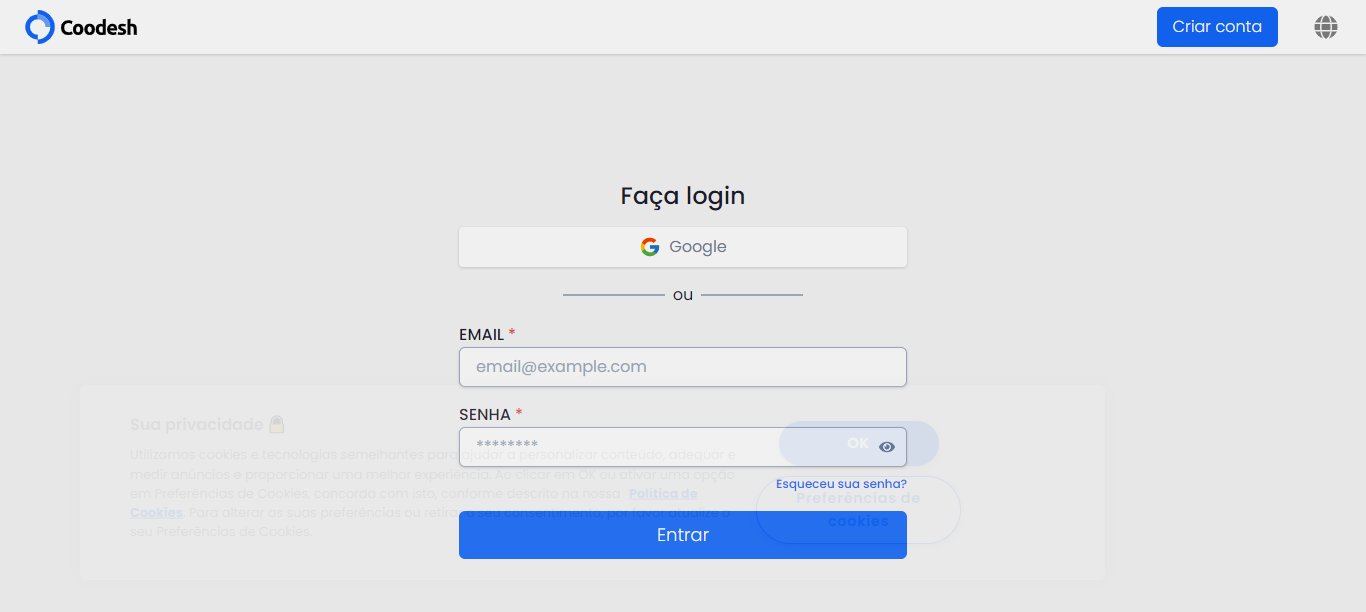 Coodesh
Criar conta
Faça login
Google
ou
EMAIL *
email@example.com
Sua privacidade
SENHA *
********
OK
Utilizamos cookies e tecnologias semelhantes para ajudar a personalizar conteúdo, adequar e
medir anúncios e proporcionar uma melhor experiência. Ao clicar em OK ou ativar uma opção
em Preferências de Cookies, concorda com isto, conforme descrito na nossa Política de
Cookies. Para alterar as suas preferências ou retirar o seu consentimento, por favor atualize o
seu Preferências de Cookies.
Esqueceu sua senha?
Preferências de
cookies
Entrar